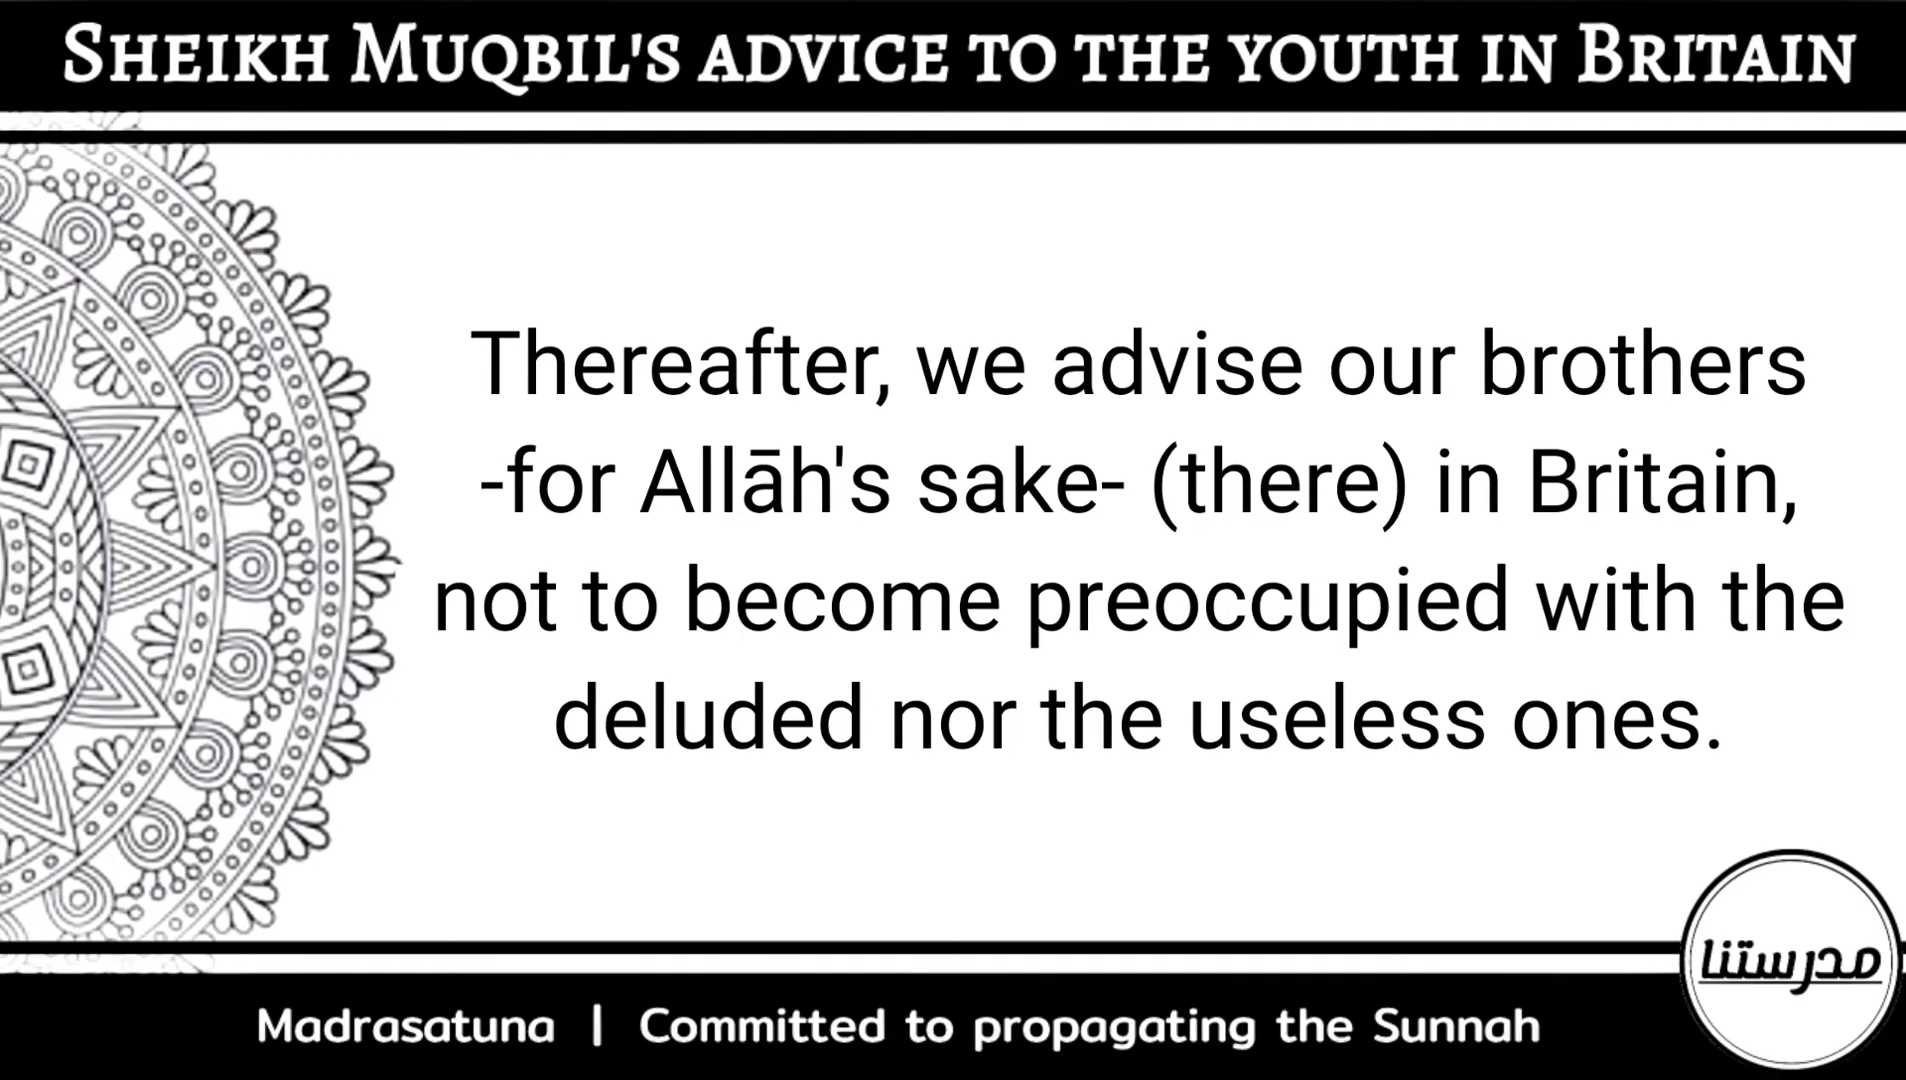 Sheikh Muqbil's advice to the youth in Britain
Thereafter, we advise our brothers
-for Allāh's sake- (there) in Britain,
not to become preoccupied with the
deluded nor the useless ones.
مدرستنا
Madrasatuna | Committed to propagating the Sunnah